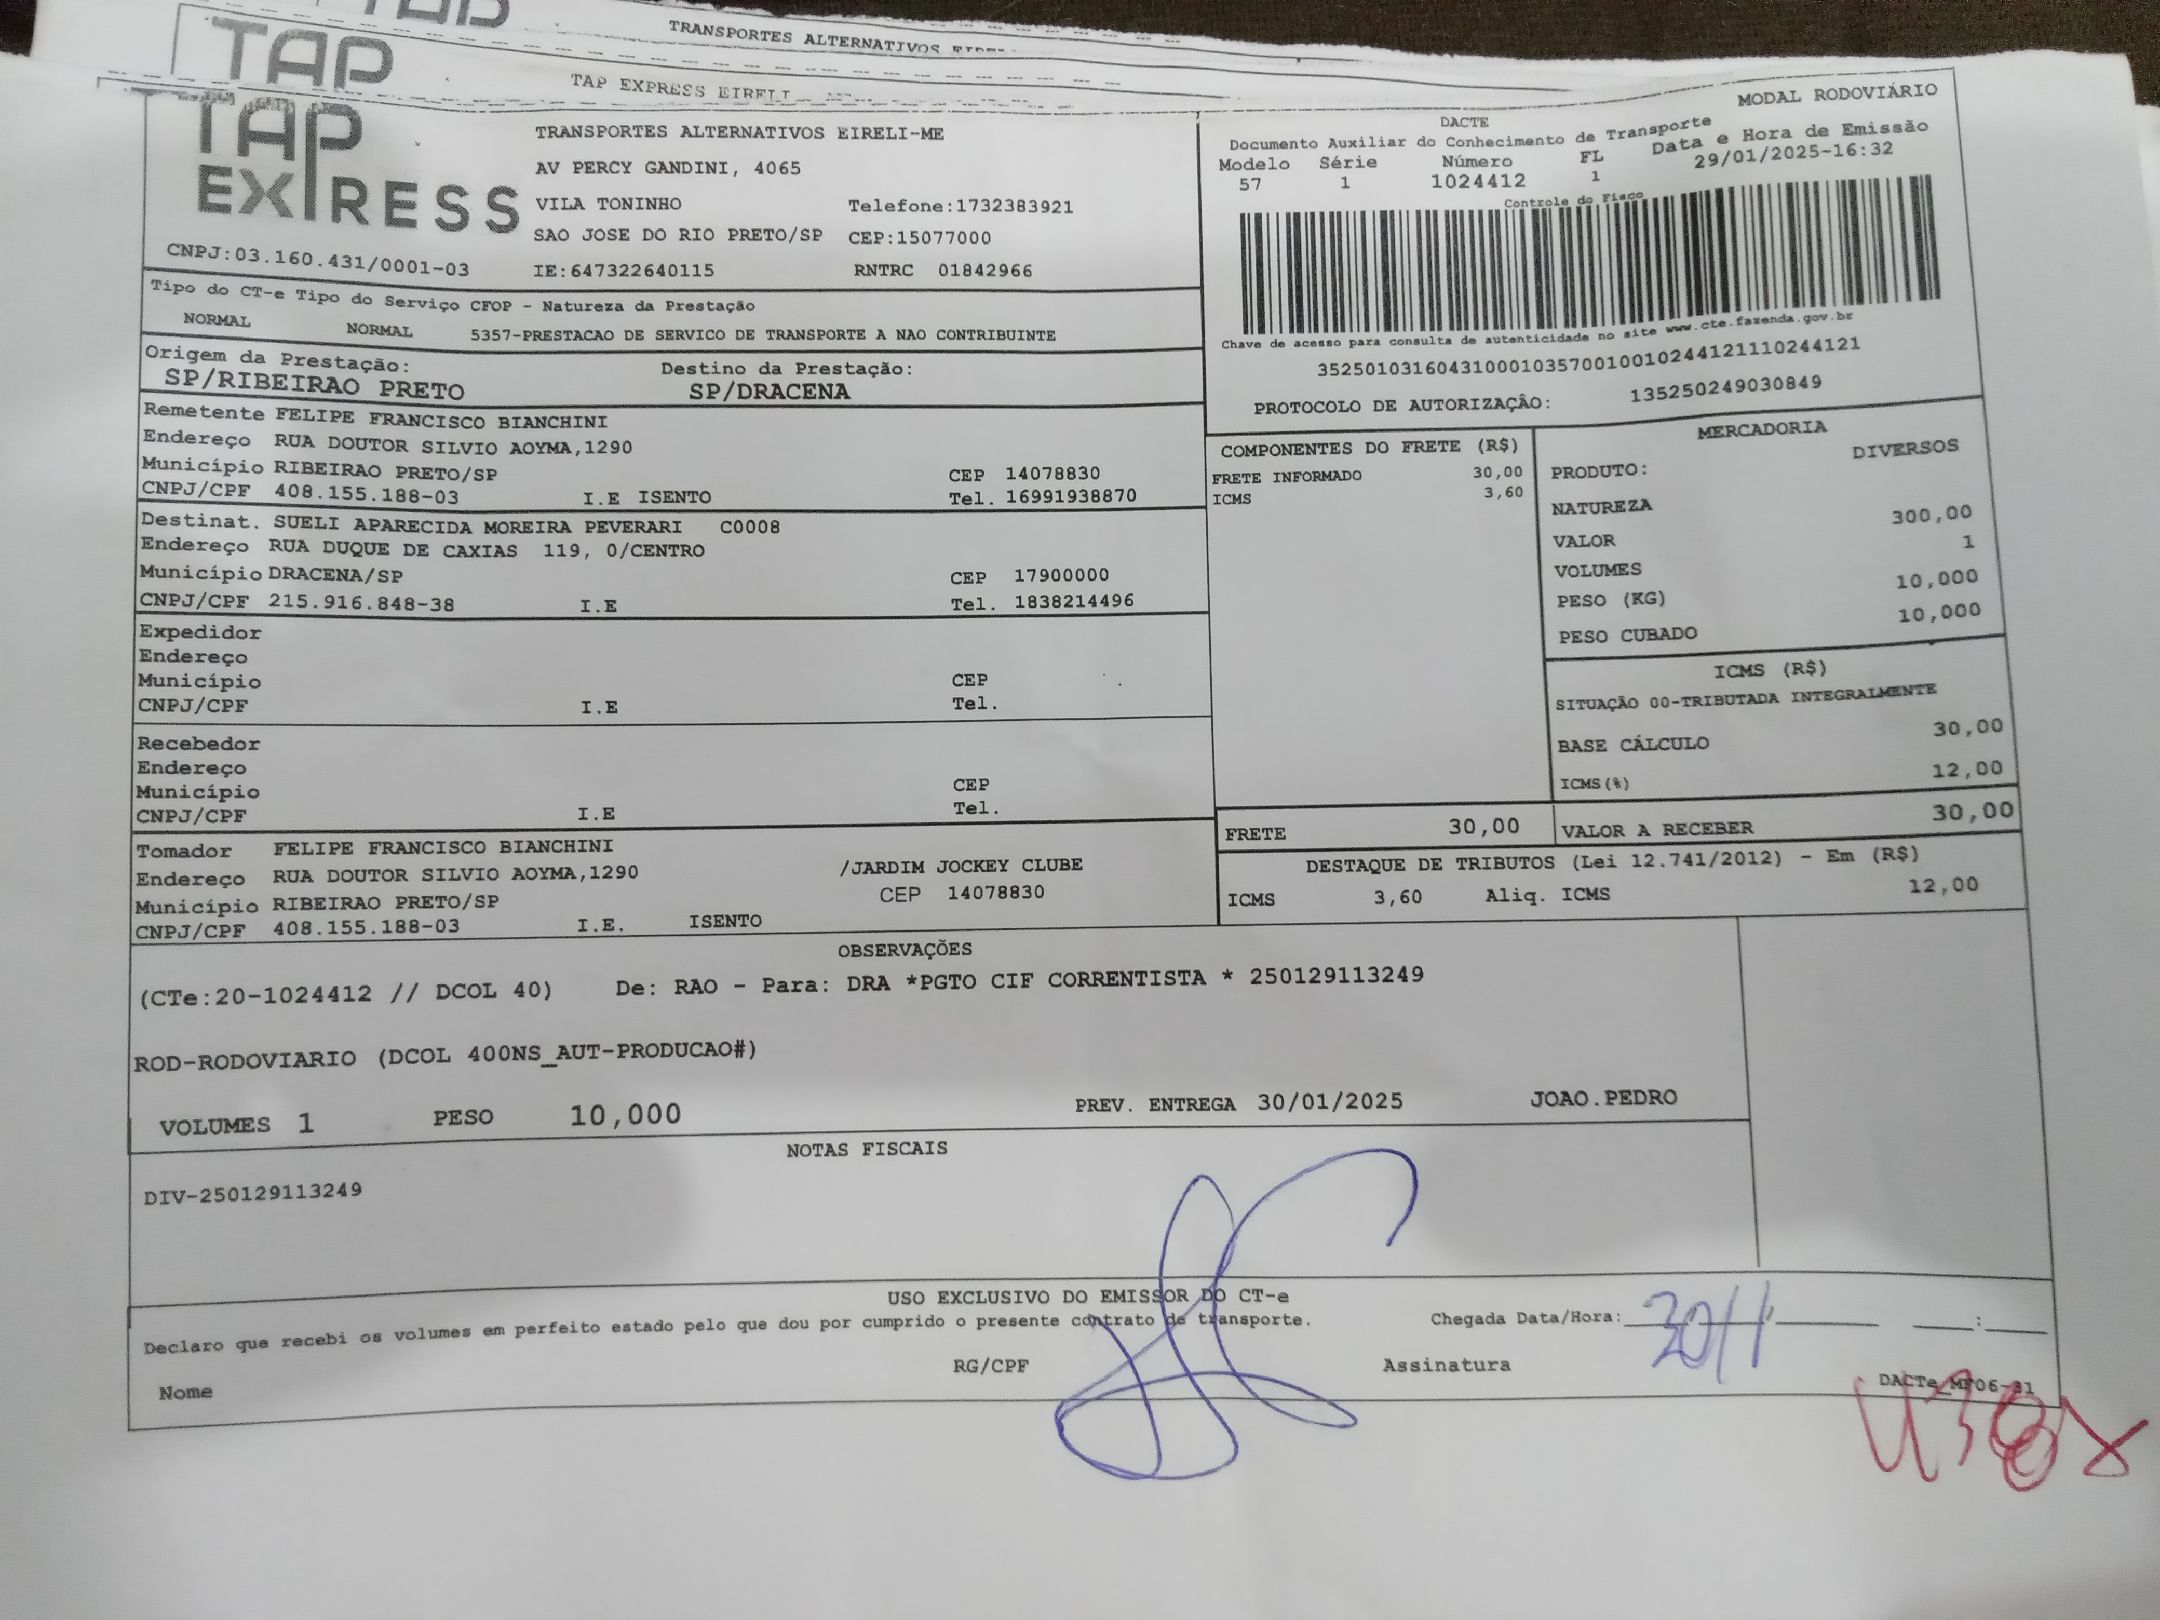 TAP
TRANSPORTES ALTERNATIVOS
TAP EXPRESS EIRELI
TAP
EXPRESS
CNPJ:03.160.431/0001-03
TRANSPORTES ALTERNATIVOS EIRELI-ME
AV PERCY GANDINI, 4065
VILA TONINHO Telefone:1732383921
SAO JOSE DO RIO PRETO/SP CEP:15077000
IE:647322640115 RNTRC 01842966
MODAL RODOVIÁRIO
DACTE
Documento Auxiliar do Conhecimento de Transporte
Modelo Série Número FL Data e Hora de Emissão
57 1 1024412 1 29/01/2025-16:32
Controle do Fisco
Chave de acesso para consulta de autenticidade no site www.cte.fazenda.gov.br
35250103160431000103570010010244121110244121
PROTOCOLO DE AUTORIZAÇÃO: 135250249030849
Tipo do CT-e Tipo do Serviço CFOP - Natureza da Prestação
NORMAL NORMAL 5357-PRESTACAO DE SERVICO DE TRANSPORTE A NAO CONTRIBUINTE
Origem da Prestação: Destino da Prestação:
SP/RIBEIRAO PRETO SP/DRACENA
Remetente FELIPE FRANCISCO BIANCHINI
Endereço RUA DOUTOR SILVIO AOYMA,1290
Município RIBEIRAO PRETO/SP CEP 14078830
CNPJ/CPF 408.155.188-03 I.E ISENTO Tel. 16991938870
Destinat. SUELI APARECIDA MOREIRA PEVERARI C0008
Endereço RUA DUQUE DE CAXIAS 119, 0/CENTRO
Município DRACENA/SP CEP 17900000
CNPJ/CPF 215.916.848-38 I.E Tel. 1838214496
Expedidor
Endereço
Município CEP
CNPJ/CPF I.E Tel.
Recebedor
Endereço
Município CEP
CNPJ/CPF I.E Tel.
Tomador FELIPE FRANCISCO BIANCHINI
Endereço RUA DOUTOR SILVIO AOYMA,1290 /JARDIM JOCKEY CLUBE
Município RIBEIRAO PRETO/SP CEP 14078830
CNPJ/CPF 408.155.188-03 I.E. ISENTO
COMPONENTES DO FRETE (R$)
FRETE INFORMADO 30,00
ICMS 3,60
MERCADORIA
PRODUTO: DIVERSOS
NATUREZA
VALOR 300,00
VOLUMES 1
PESO (KG) 10,000
PESO CUBADO 10,000
ICMS (R$)
SITUAÇÃO 00-TRIBUTADA INTEGRALMENTE
BASE CÁLCULO 30,00
ICMS(%) 12,00
FRETE 30,00 VALOR A RECEBER 30,00
DESTAQUE DE TRIBUTOS (Lei 12.741/2012) - Em (R$)
ICMS 3,60 Aliq. ICMS 12,00
OBSERVAÇÕES
(CTe:20-1024412 // DCOL 40) De: RAO - Para: DRA *PGTO CIF CORRENTISTA * 250129113249
ROD-RODOVIARIO (DCOL 400NS_AUT-PRODUCAO#)
VOLUMES 1 PESO 10,000 PREV. ENTREGA 30/01/2025 JOAO.PEDRO
NOTAS FISCAIS
DIV-250129113249
USO EXCLUSIVO DO EMISSOR DO CT-e
Declaro que recebi os volumes em perfeito estado pelo que dou por cumprido o presente contrato de transporte. Chegada Data/Hora: 30/1
Nome RG/CPF Assinatura